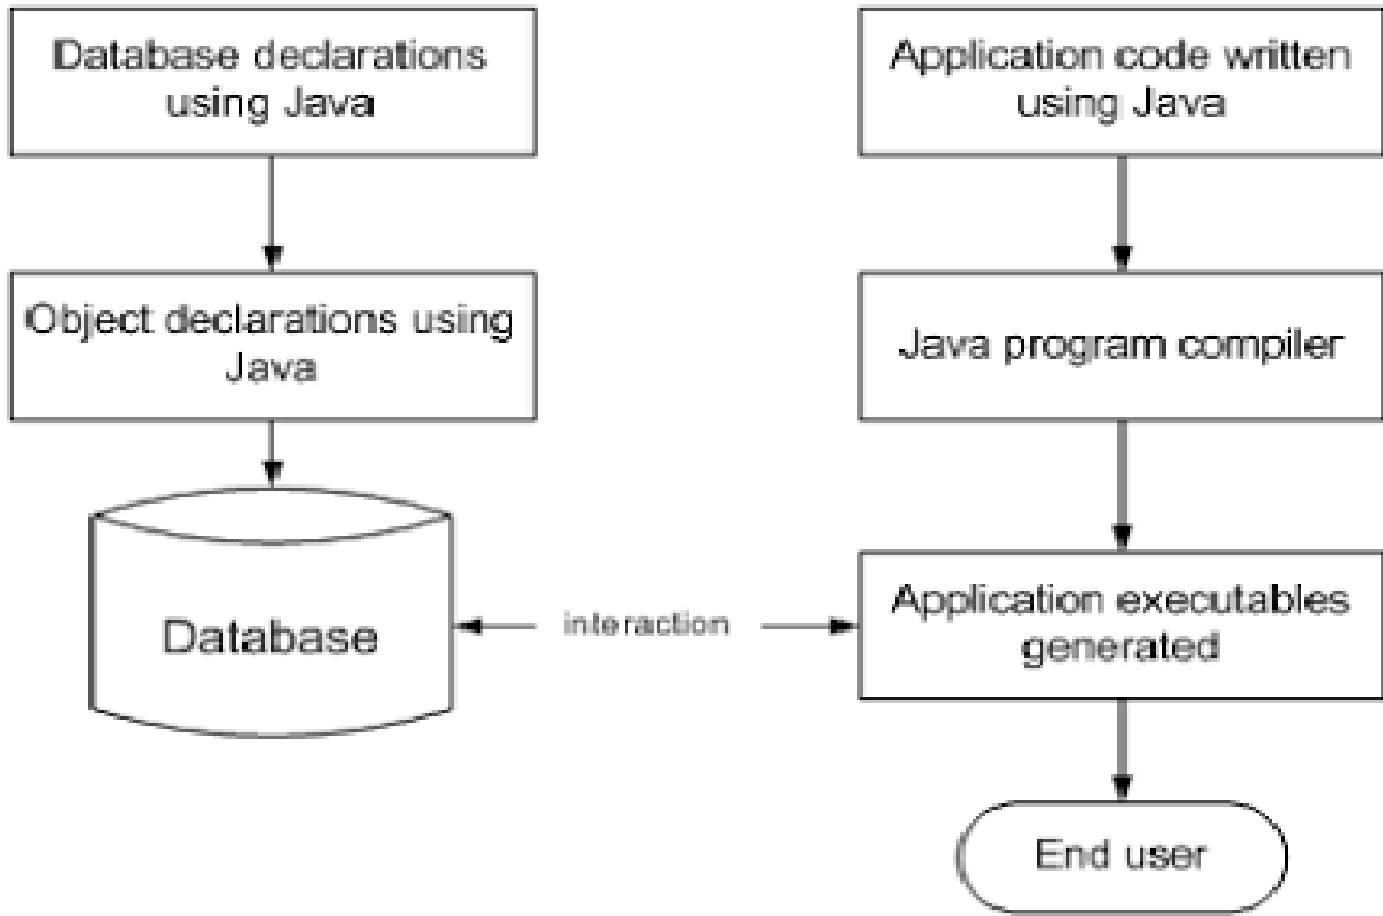 Database declarations
using Java
Application code written
using Java
Object declarations using
Java
Java program compiler
Database
interaction
Application executables
generated
End user